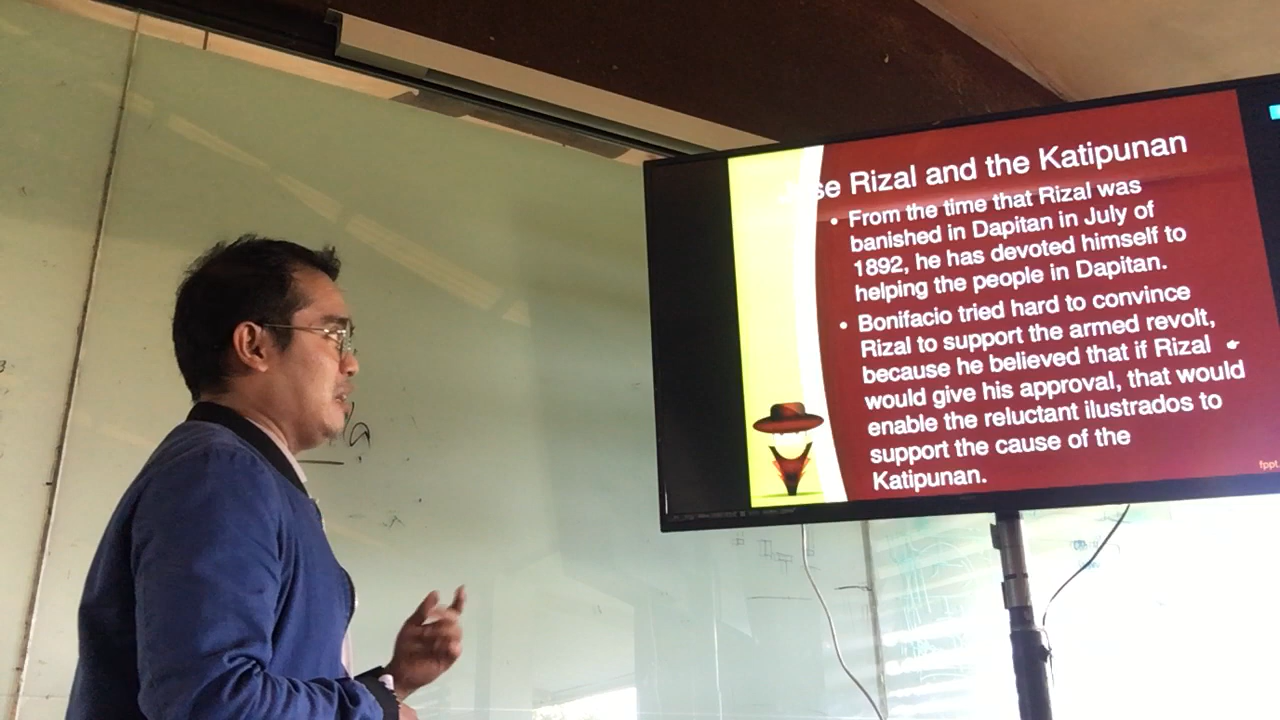 Jose Rizal and the Katipunan
• From the time that Rizal was
banished in Dapitan in July of
1892, he has devoted himself to
helping the people in Dapitan.
• Bonifacio tried hard to convince
Rizal to support the armed revolt,
because he believed that if Rizal
would give his approval, that would
enable the reluctant ilustrados to
support the cause of the
Katipunan.
fppt.